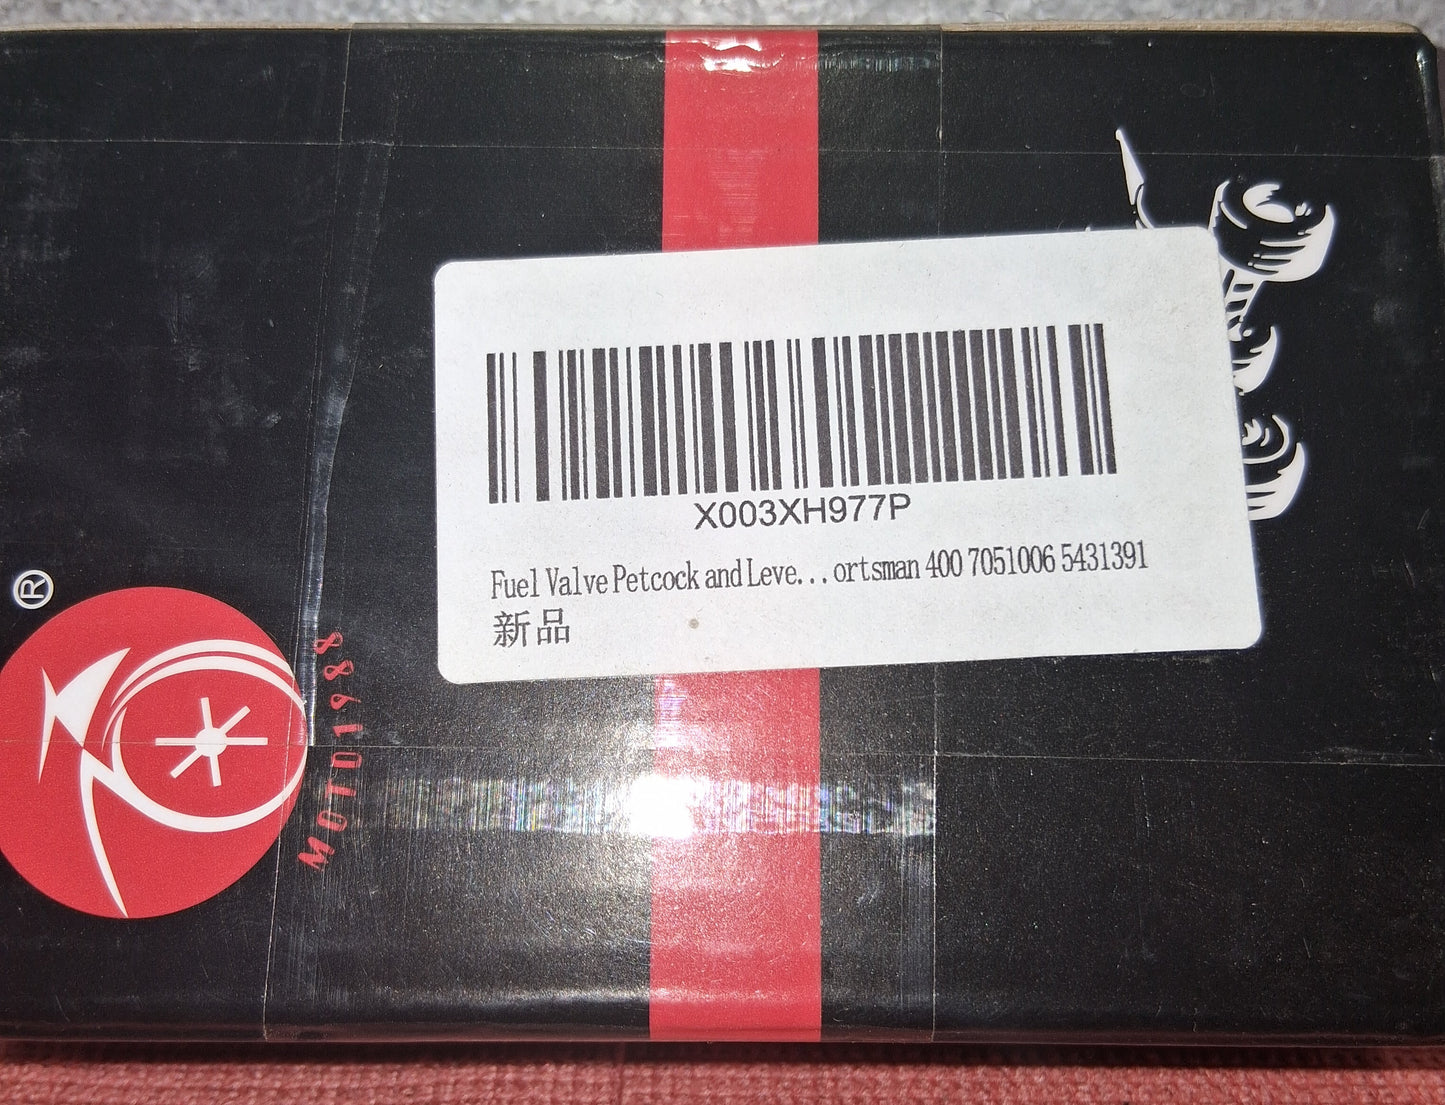 X003XH977P
Fuel Valve Petcock and Leve... ortsman 400 7051006 5431391
新品
®
MOTO1988